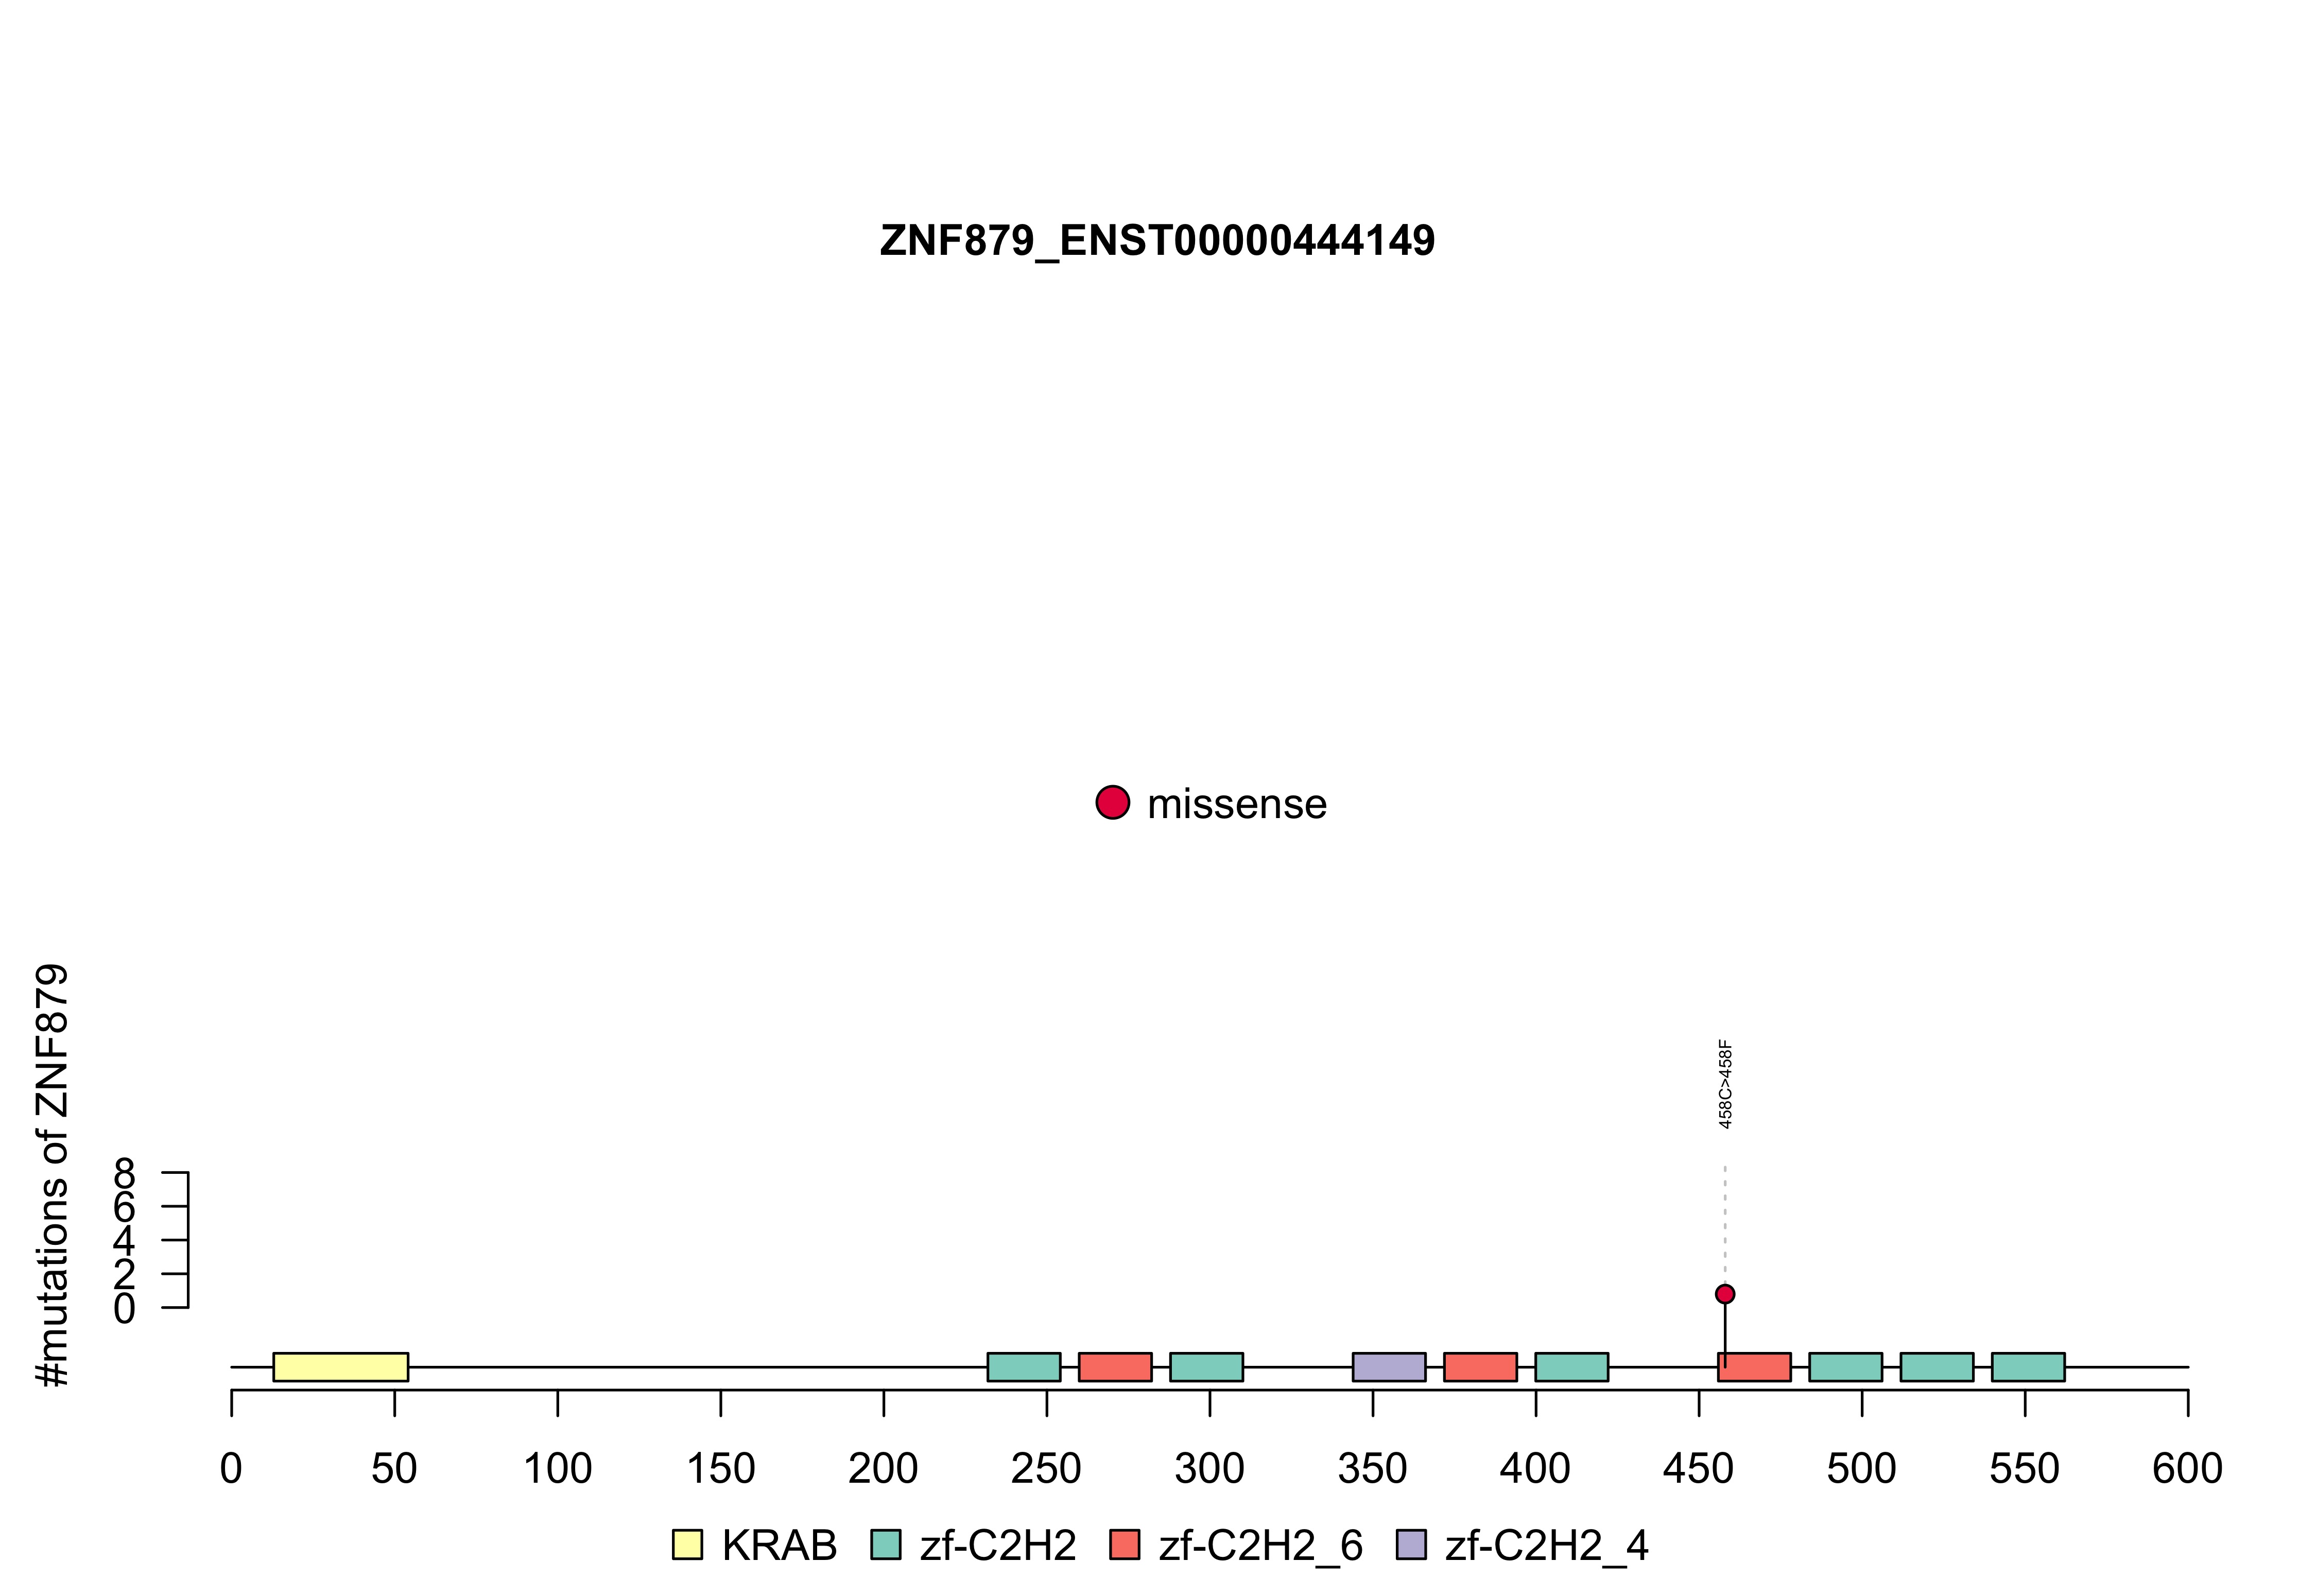 ZNF879_ENST00000444149
missense
#mutations of ZNF879
458C>458F
8
6
4
2
0
0 50 100 150 200 250 300 350 400 450 500 550 600
KRAB zf-C2H2 zf-C2H2_6 zf-C2H2_4